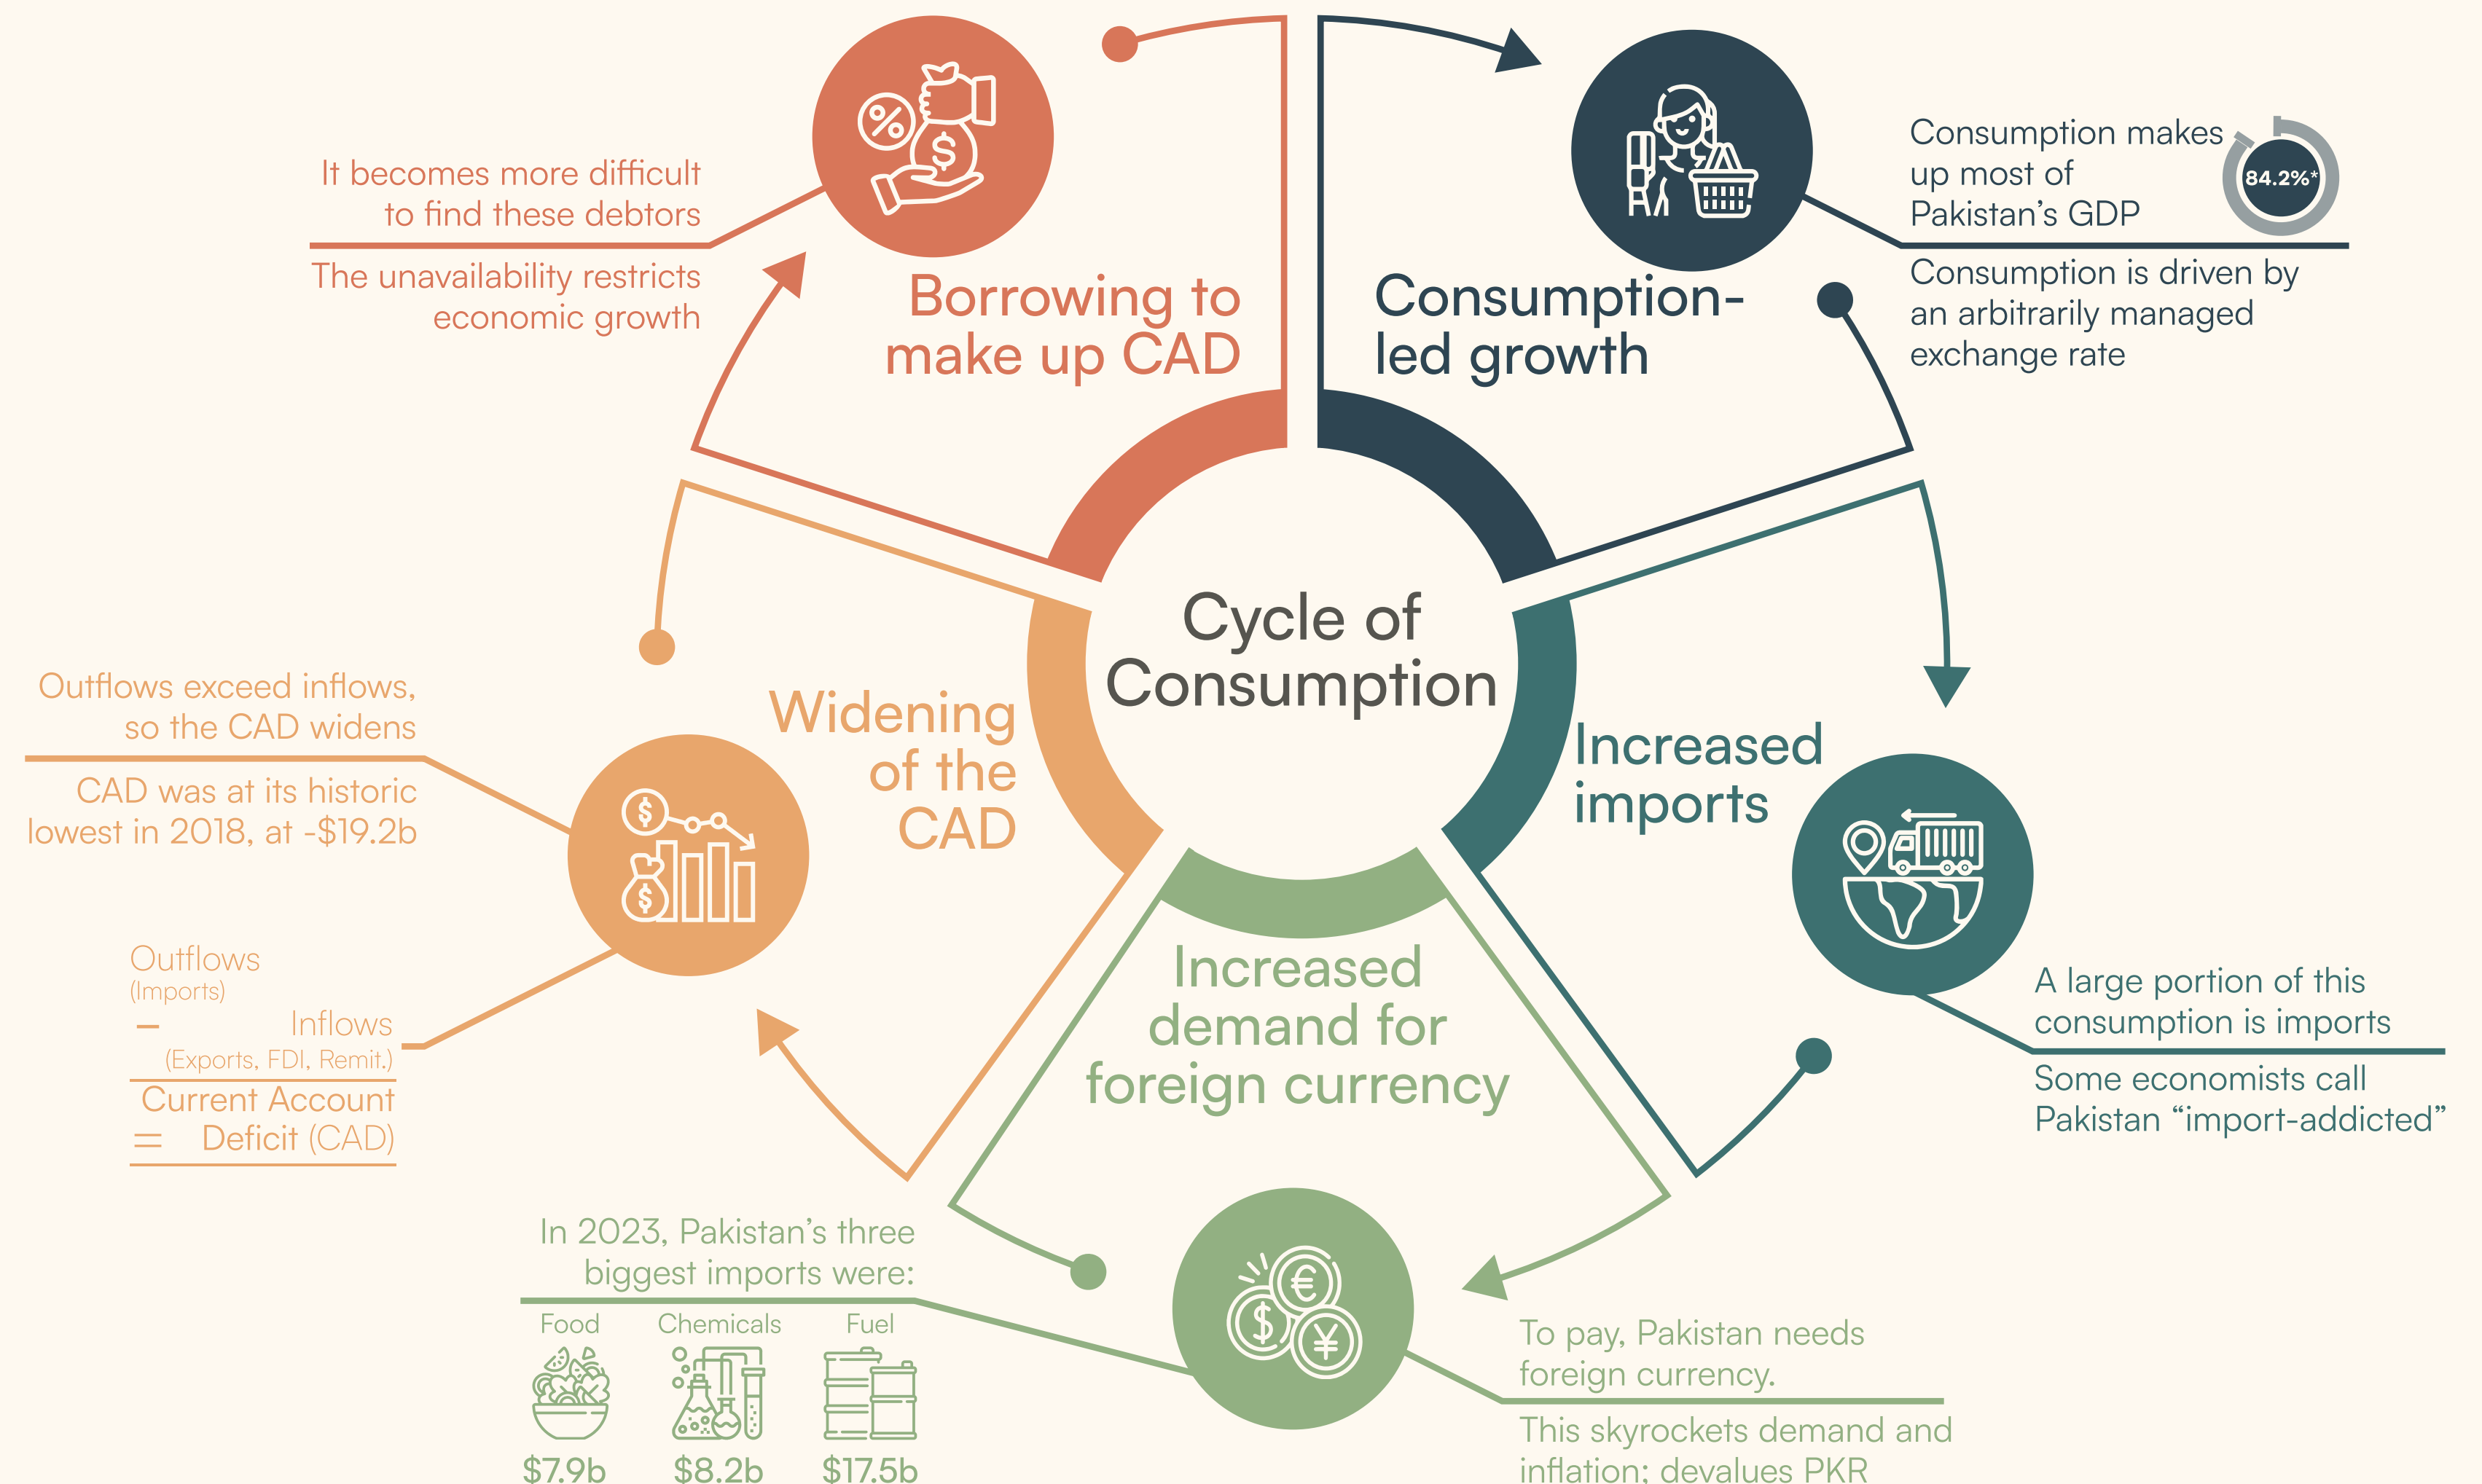 Cycle of
Consumption
Consumption-
led growth
Consumption makes
up most of
Pakistan's GDP
84.2%*
Consumption is driven by
an arbitrarily managed
exchange rate
Increased
imports
A large portion of this
consumption is imports
Some economists call
Pakistan “import-addicted”
Increased
demand for
foreign currency
To pay, Pakistan needs
foreign currency.
This skyrockets demand and
inflation; devalues PKR
In 2023, Pakistan's three
biggest imports were:
Food
Chemicals
Fuel
$7.9b
$8.2b
$17.5b
Widening
of the
CAD
Outflows exceed inflows,
so the CAD widens
CAD was at its historic
lowest in 2018, at -$19.2b
Outflows
(Imports)
– Inflows
(Exports, FDI, Remit.)
Current Account
= Deficit (CAD)
Borrowing to
make up CAD
It becomes more difficult
to find these debtors
The unavailability restricts
economic growth